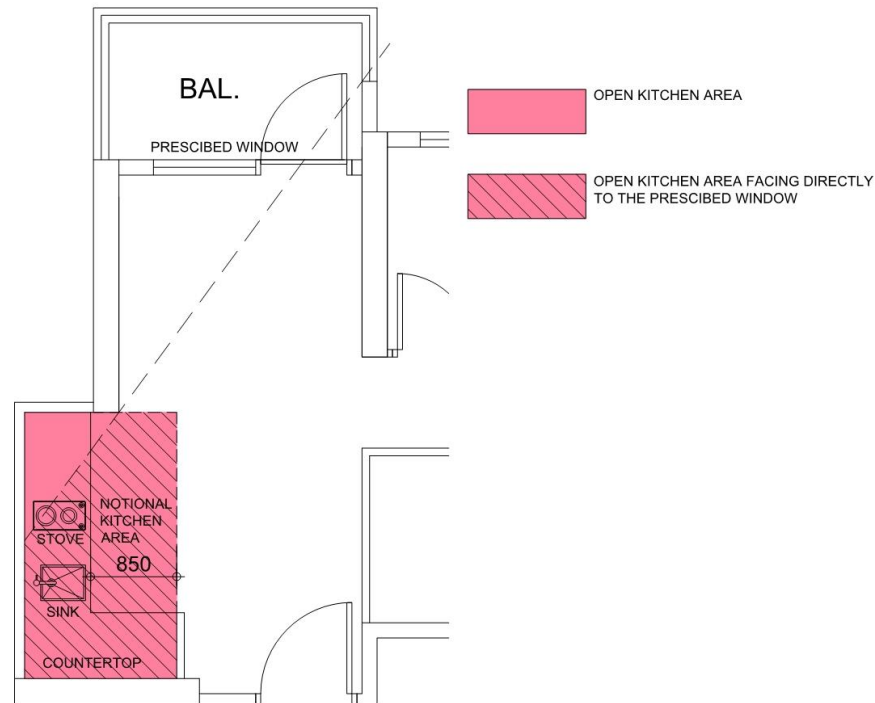 BAL.
PRESCIBED WINDOW
OPEN KITCHEN AREA
OPEN KITCHEN AREA FACING DIRECTLY
TO THE PRESCIBED WINDOW
NOTIONAL
KITCHEN
AREA
STOVE
850
SINK
COUNTERTOP